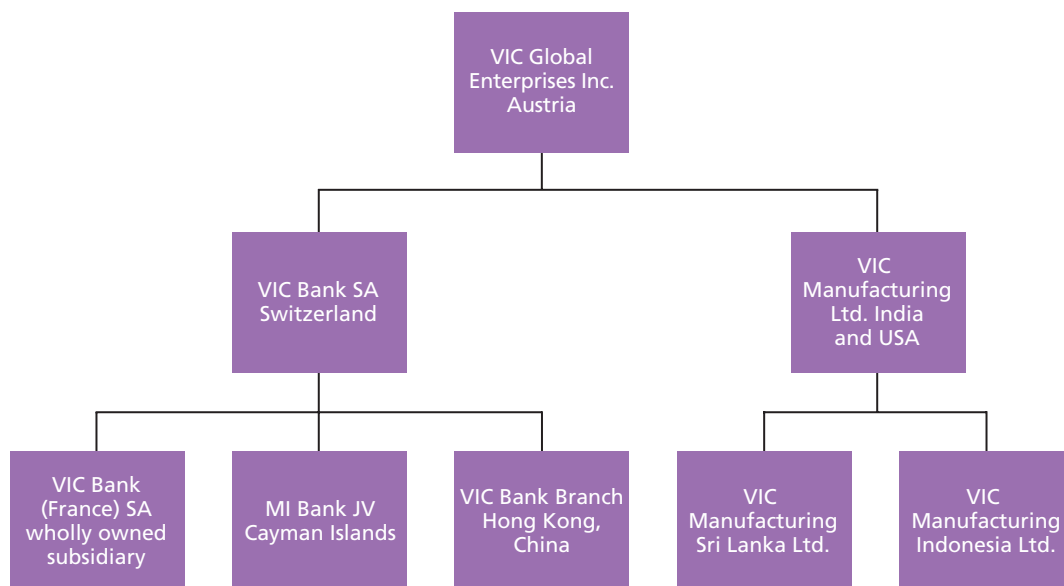 VIC Global
Enterprises Inc.
Austria
VIC Bank SA
Switzerland
VIC
Manufacturing
Ltd. India
and USA
VIC Bank
(France) SA
wholly owned
subsidiary
MI Bank JV
Cayman Islands
VIC Bank Branch
Hong Kong,
China
VIC
Manufacturing
Sri Lanka Ltd.
VIC
Manufacturing
Indonesia Ltd.